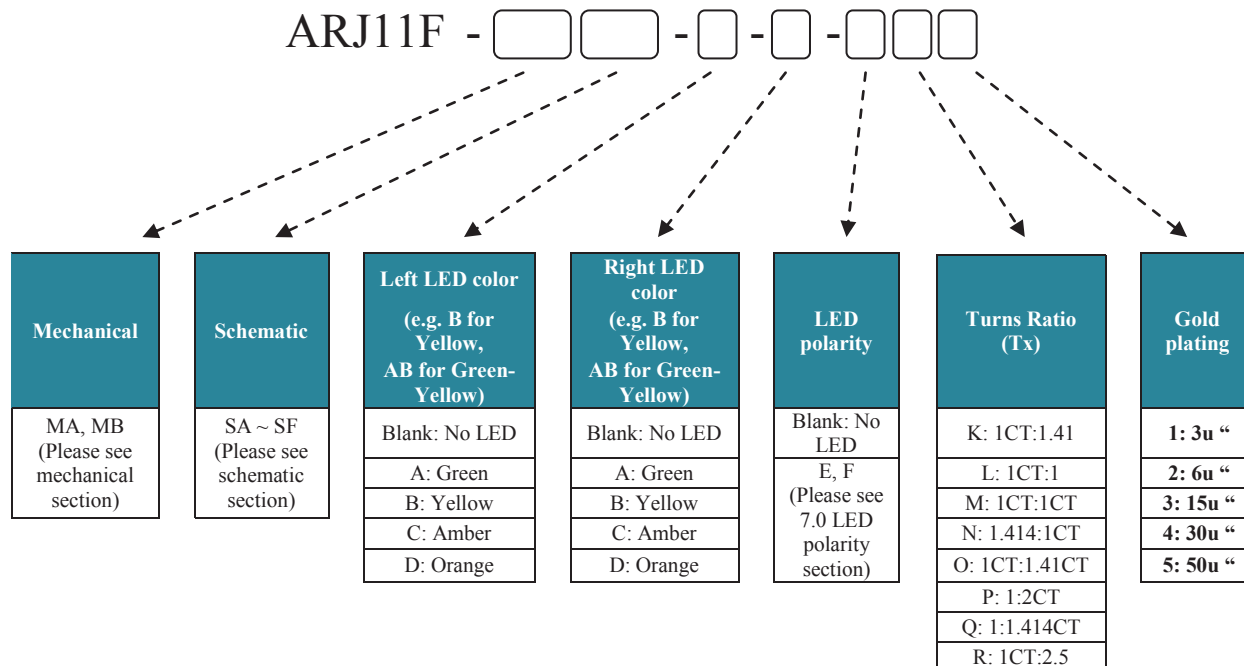 ARJ11F - - - -
Mechanical
MA, MB
(Please see
mechanical
section)
Schematic
SA ~ SF
(Please see
schematic
section)
Left LED color
(e.g. B for
Yellow,
AB for Green-
Yellow)
Blank: No LED
A: Green
B: Yellow
C: Amber
D: Orange
Right LED
color
(e.g. B for
Yellow,
AB for Green-
Yellow)
Blank: No LED
A: Green
B: Yellow
C: Amber
D: Orange
LED
polarity
Blank: No
LED
E, F
(Please see
7.0 LED
polarity
section)
Turns Ratio
(Tx)
K: 1CT:1.41
L: 1CT:1
M: 1CT:1CT
N: 1.414:1CT
O: 1CT:1.41CT
P: 1:2CT
Q: 1:1.414CT
R: 1CT:2.5
Gold
plating
1: 3u “
2: 6u “
3: 15u “
4: 30u “
5: 50u “